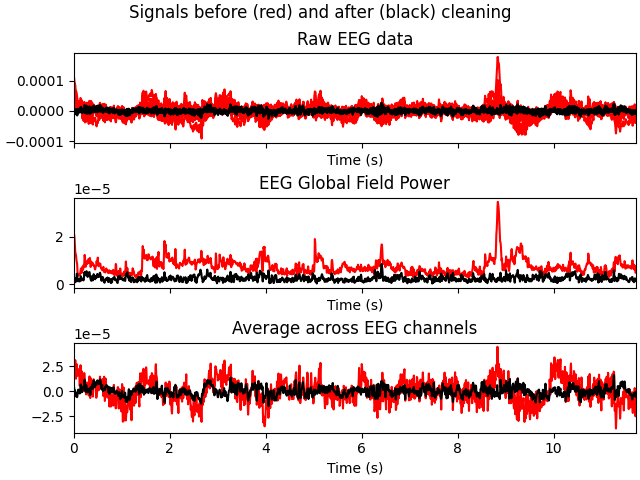 Signals before (red) and after (black) cleaning
Raw EEG data
0.0001
0.0000
−0.0001
Time (s)
EEG Global Field Power
1e−5
2
0
Time (s)
Average across EEG channels
1e−5
2.5
0.0
−2.5
0 2 4 6 8 10
Time (s)